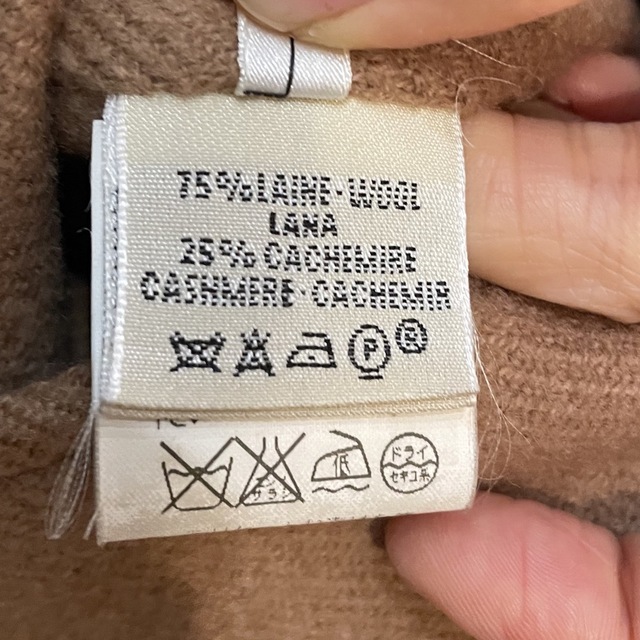 75% LAINE-WOOL
LANA
25% CACHEMIRE
CASHMERE-CACHEMIR
P ®
サラシ 低 ドライ
セキユ系